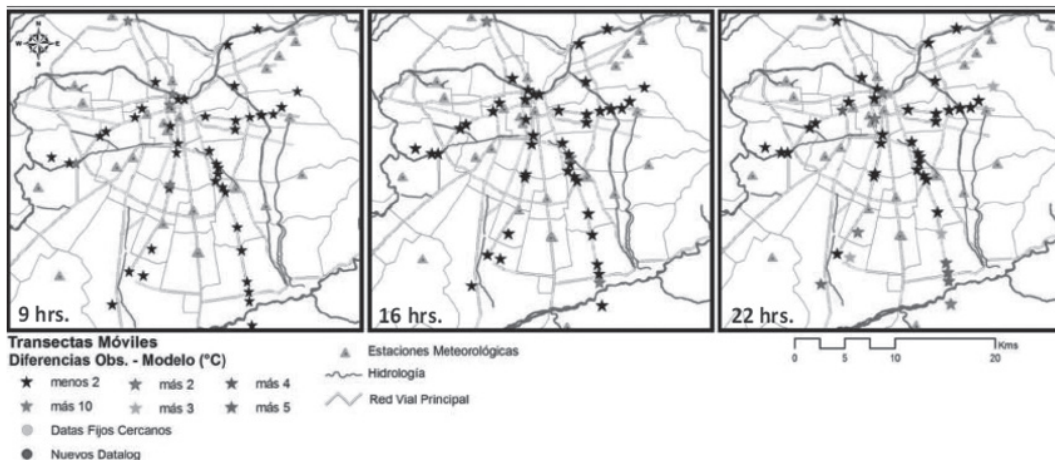 N
W E
S
9 hrs.
16 hrs.
22 hrs.
Transectas Móviles
Diferencias Obs. - Modelo (°C)
menos 2
más 2
más 4
más 10
más 3
más 5
Datas Fijos Cercanos
Nuevos Datalog
Estaciones Meteorológicas
Hidrología
Red Vial Principal
0 5 10 20
Kms